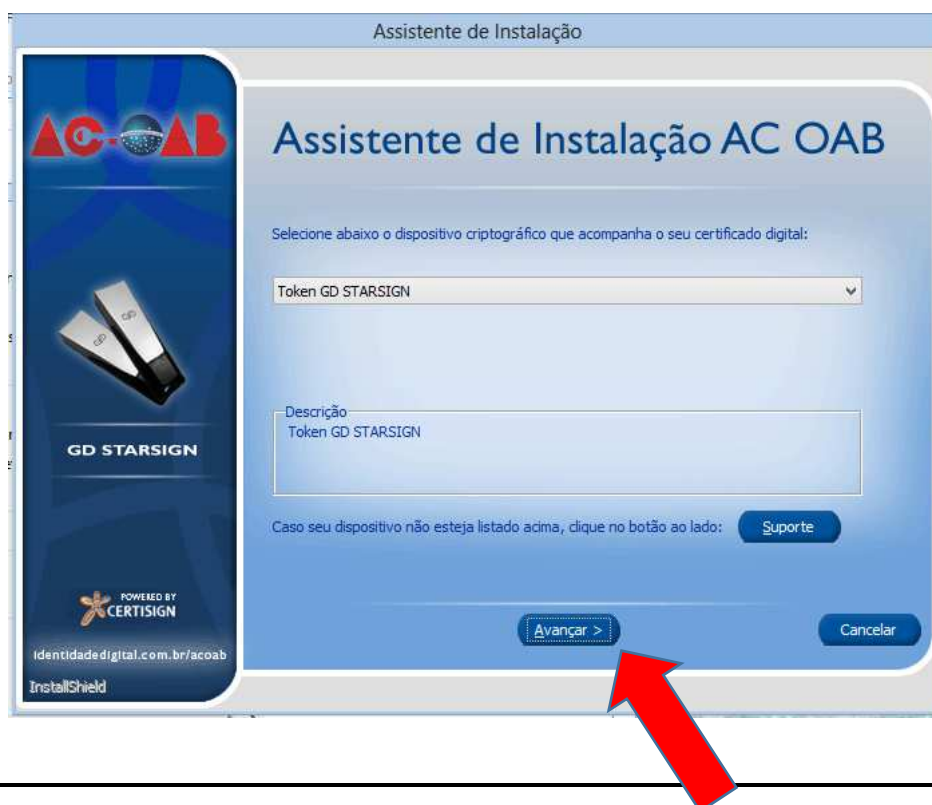 Assistente de Instalação
AC-OAB
Assistente de Instalação AC OAB
Selecione abaixo o dispositivo criptográfico que acompanha o seu certificado digital:
Token GD STARSIGN
Descrição
Token GD STARSIGN
GD STARSIGN
Caso seu dispositivo não esteja listado acima, clique no botão ao lado:
Suporte
POWERED BY
CERTISIGN
Avançar >
Cancelar
identidadedigital.com.br/acoab
InstallShield